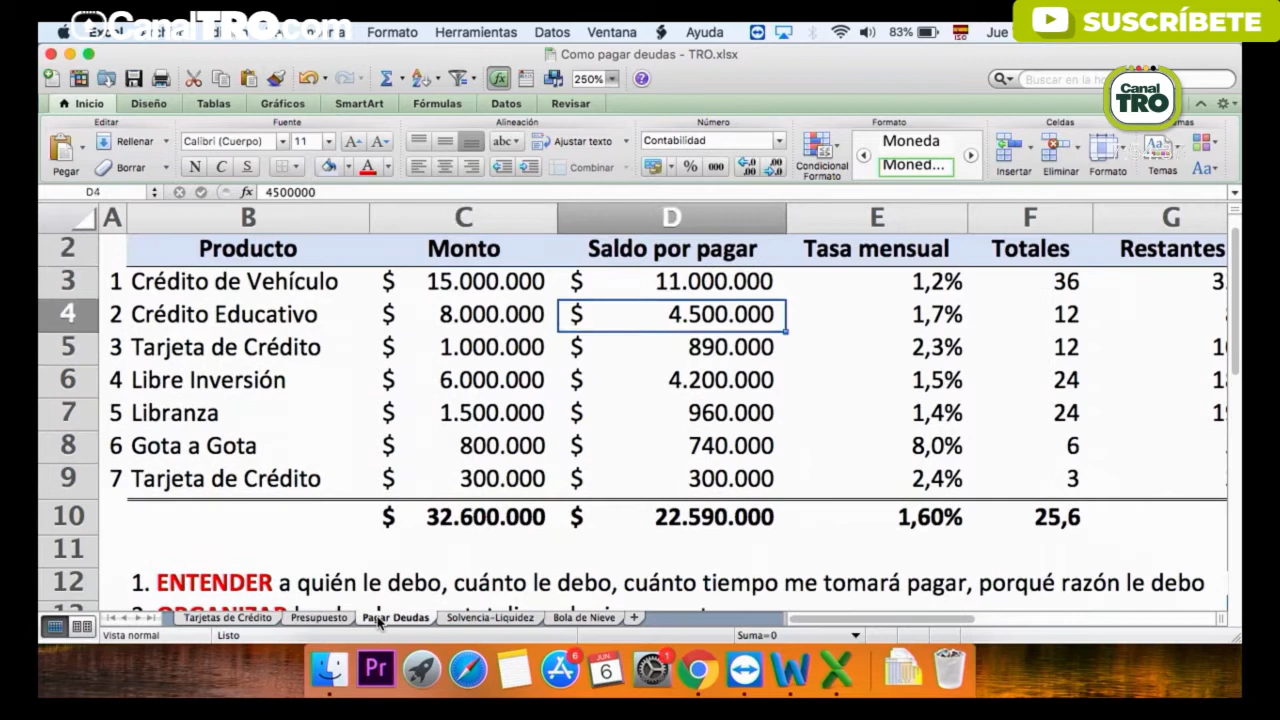 CanalTRO.com
SUSCRÍBETE
Excel
Formato Herramientas Datos Ventana Ayuda 83% Jue
Como pagar deudas - TRO.xlsx
250%
Buscar en la
Canal
TRO
Inicio Diseño Tablas Gráficos SmartArt Fórmulas Datos Revisar
Editar Fuente Alineación Número Formato Celdas Temas
Rellenar Calibri (Cuerpo) 11 A A abc Ajustar texto Contabilidad Moneda
Pegar Borrar N C S A Combinar % 000 Condicional Formato Moned... Insertar Eliminar Formato Temas Aa
D4 fx 4500000
A B C D E F G
2 Producto Monto Saldo por pagar Tasa mensual Totales Restantes
3 1 Crédito de Vehículo $ 15.000.000 $ 11.000.000 1,2% 36
4 2 Crédito Educativo $ 8.000.000 $ 4.500.000 1,7% 12
5 3 Tarjeta de Crédito $ 1.000.000 $ 890.000 2,3% 12
6 4 Libre Inversión $ 6.000.000 $ 4.200.000 1,5% 24
7 5 Libranza $ 1.500.000 $ 960.000 1,4% 24
8 6 Gota a Gota $ 800.000 $ 740.000 8,0% 6
9 7 Tarjeta de Crédito $ 300.000 $ 300.000 2,4% 3
10 $ 32.600.000 $ 22.590.000 1,60% 25,6
11
12 1. ENTENDER a quién le debo, cuánto le debo, cuánto tiempo me tomará pagar, porqué razón le debo
Tarjetas de Crédito Presupuesto Pagar Deudas Solvencia-Liquidez Bola de Nieve +
Vista normal Listo Suma=0
Pr 6 JUN 6 1 W X